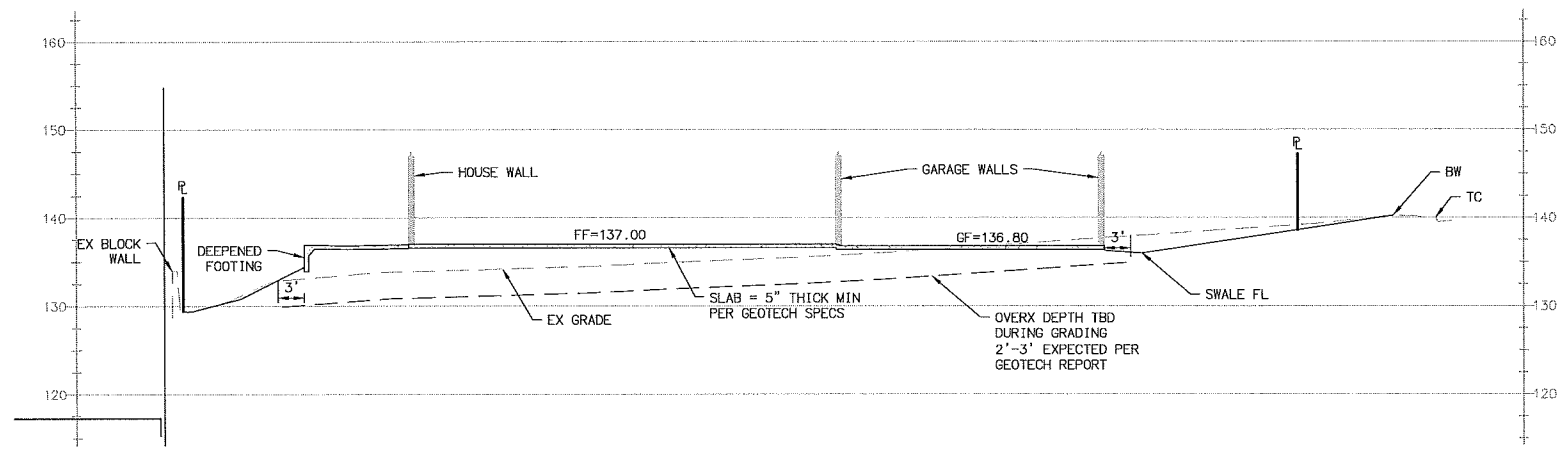 160
160
150
150
PL
HOUSE WALL
GARAGE WALLS
BW
PL
TC
140
140
EX BLOCK
WALL
DEEPENED
FOOTING
FF=137.00
GF=136.80
3'
3'
130
130
EX GRADE
SLAB = 5" THICK MIN
PER GEOTECH SPECS
OVERX DEPTH TBD
DURING GRADING
2'-3' EXPECTED PER
GEOTECH REPORT
SWALE FL
120
120